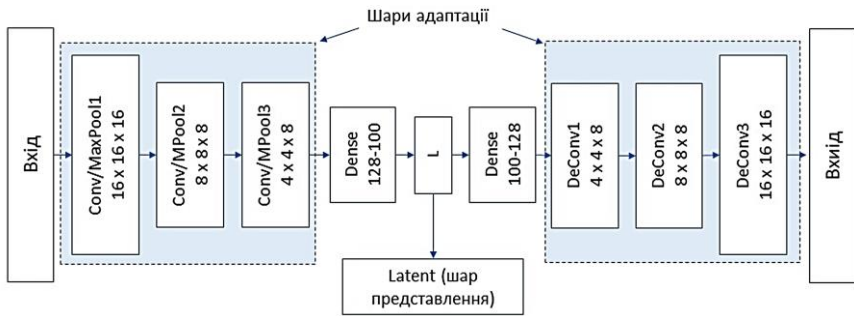 Шари адаптації
Вхід
Conv/MaxPool1
16 x 16 x 16
Conv/MPool2
8 x 8 x 8
Conv/MPool3
4 x 4 x 8
Dense
128-100
L
Dense
100-128
DeConv1
4 x 4 x 8
DeConv2
8 x 8 x 8
DeConv3
16 x 16 x 16
Вхиід
Latent (шар
представлення)